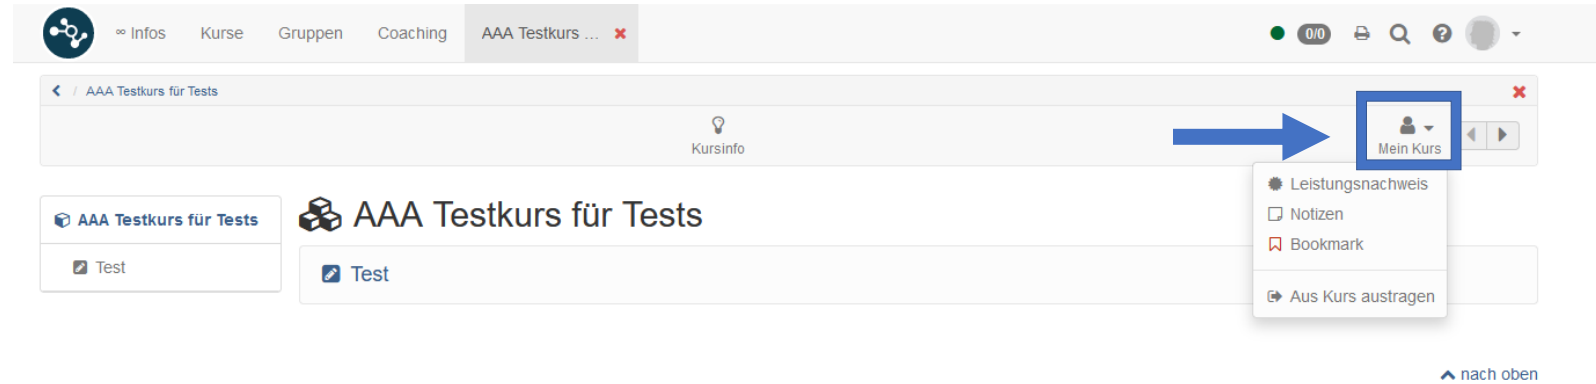 ∞ Infos Kurse Gruppen Coaching AAA Testkurs ... 0/0
/ AAA Testkurs für Tests
Kursinfo
Mein Kurs
Leistungsnachweis
Notizen
Bookmark
Aus Kurs austragen
AAA Testkurs für Tests
Test
AAA Testkurs für Tests
Test
nach oben